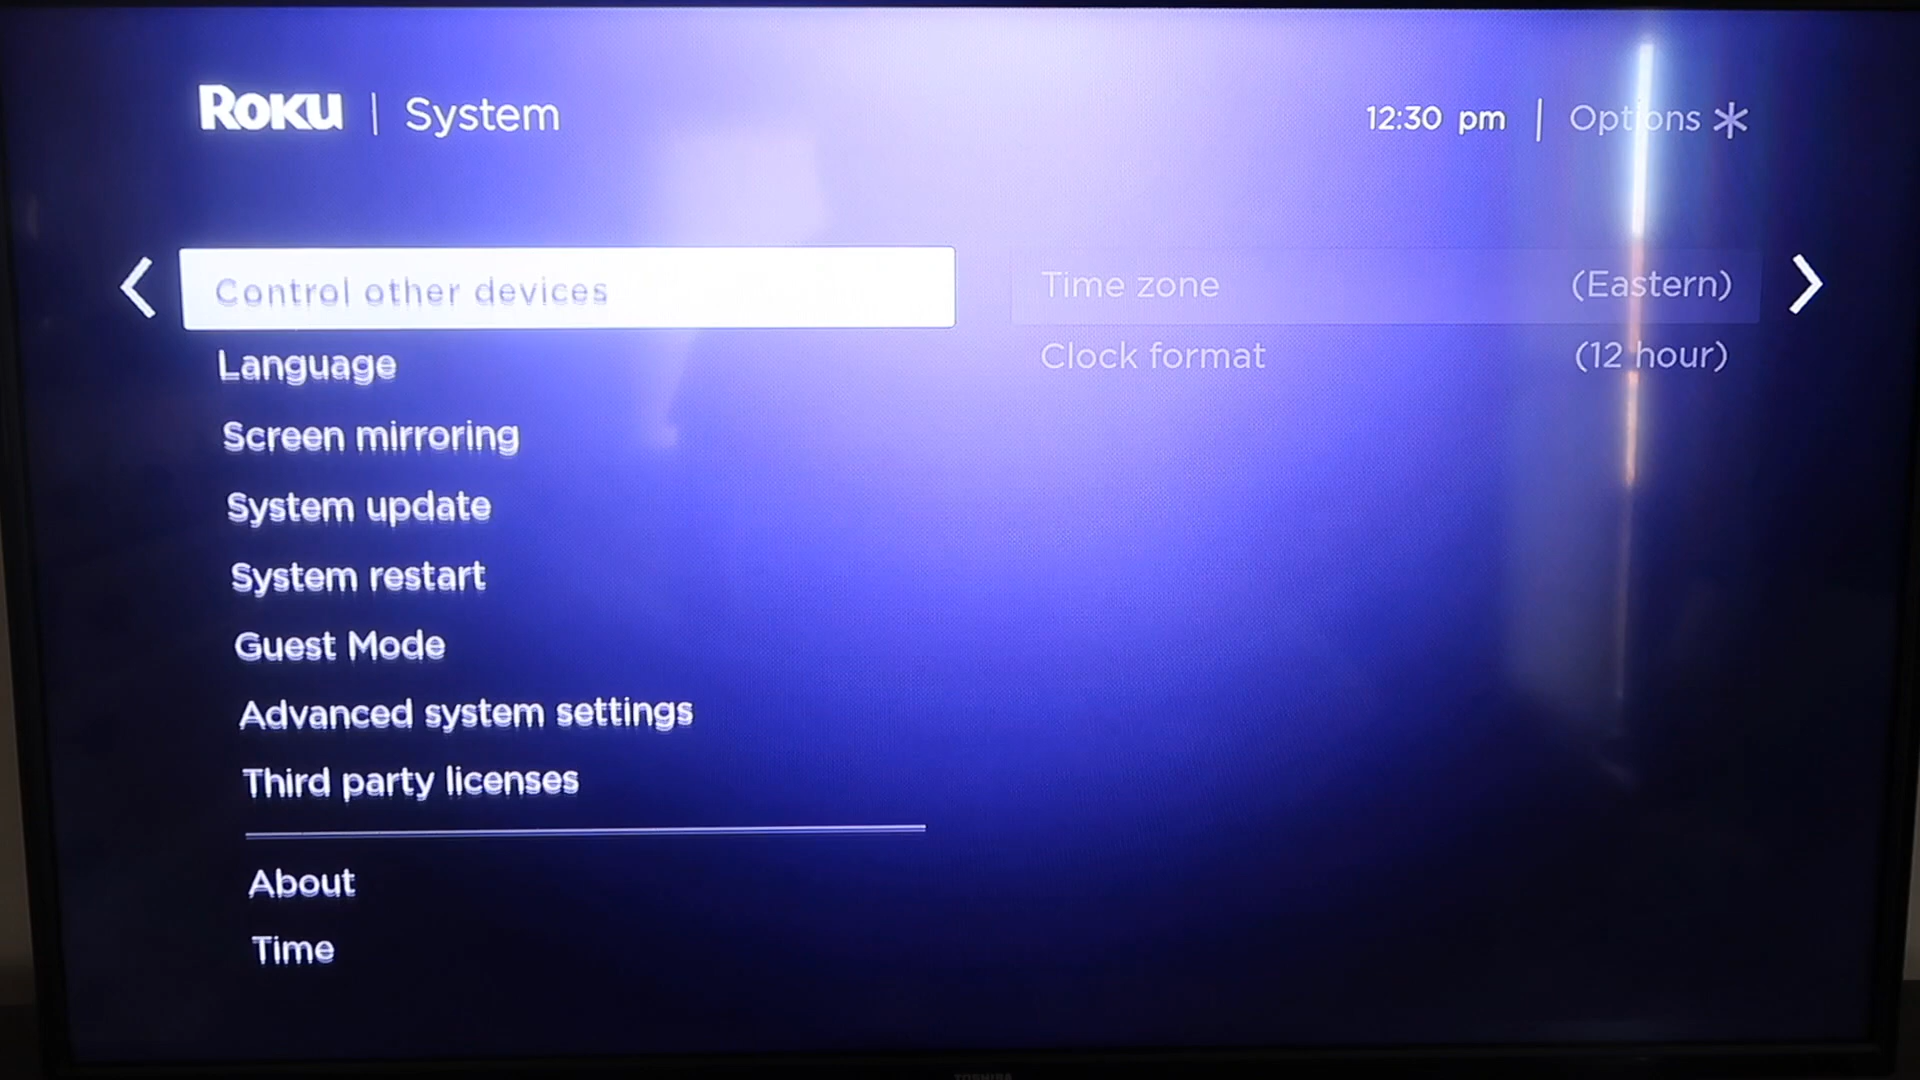 Roku | System
12:30 pm | Options *
Control other devices
Time zone (Eastern)
Language
Clock format (12 hour)
Screen mirroring
System update
System restart
Guest Mode
Advanced system settings
Third party licenses
About
Time
TOSHIBA